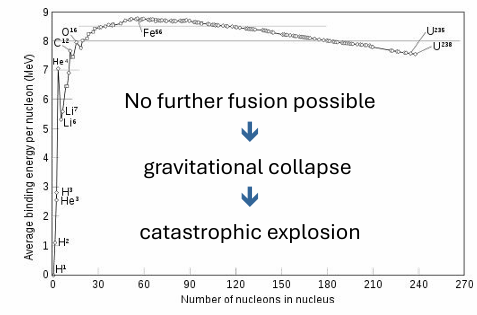 9
8
7
6
5
4
3
2
1
0
Average binding energy per nucleon (MeV)
O¹⁶
C¹²
He⁴
Li⁷
Li⁶
H³
He³
H²
H¹
Fe⁵⁶
U²³⁵
U²³⁸
No further fusion possible
gravitational collapse
catastrophic explosion
0 30 60 90 120 150 180 210 240 270
Number of nucleons in nucleus